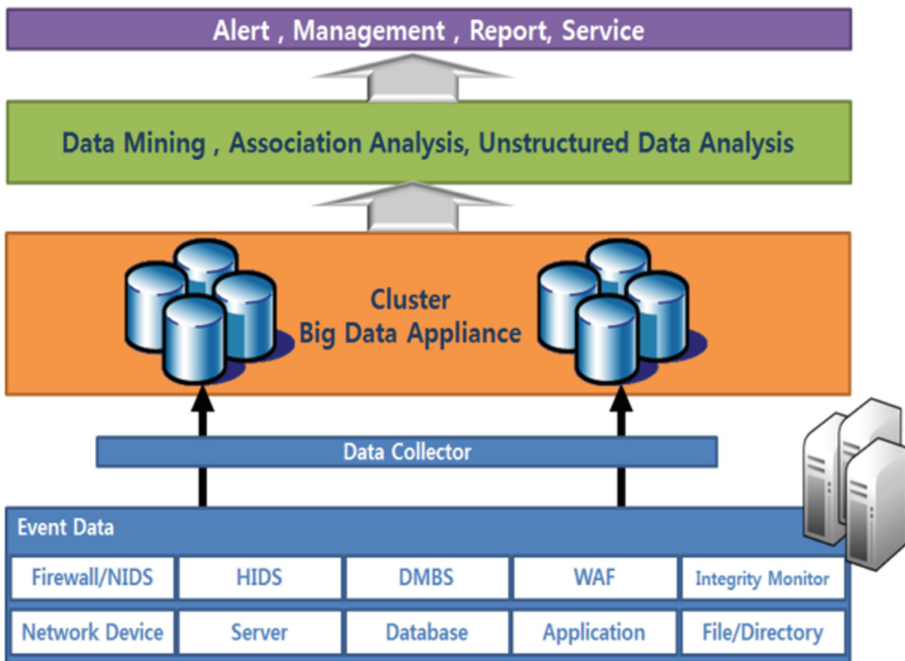 Alert , Management , Report, Service
Data Mining , Association Analysis, Unstructured Data Analysis
Cluster
Big Data Appliance
Data Collector
Event Data
Firewall/NIDS
HIDS
DMBS
WAF
Integrity Monitor
Network Device
Server
Database
Application
File/Directory